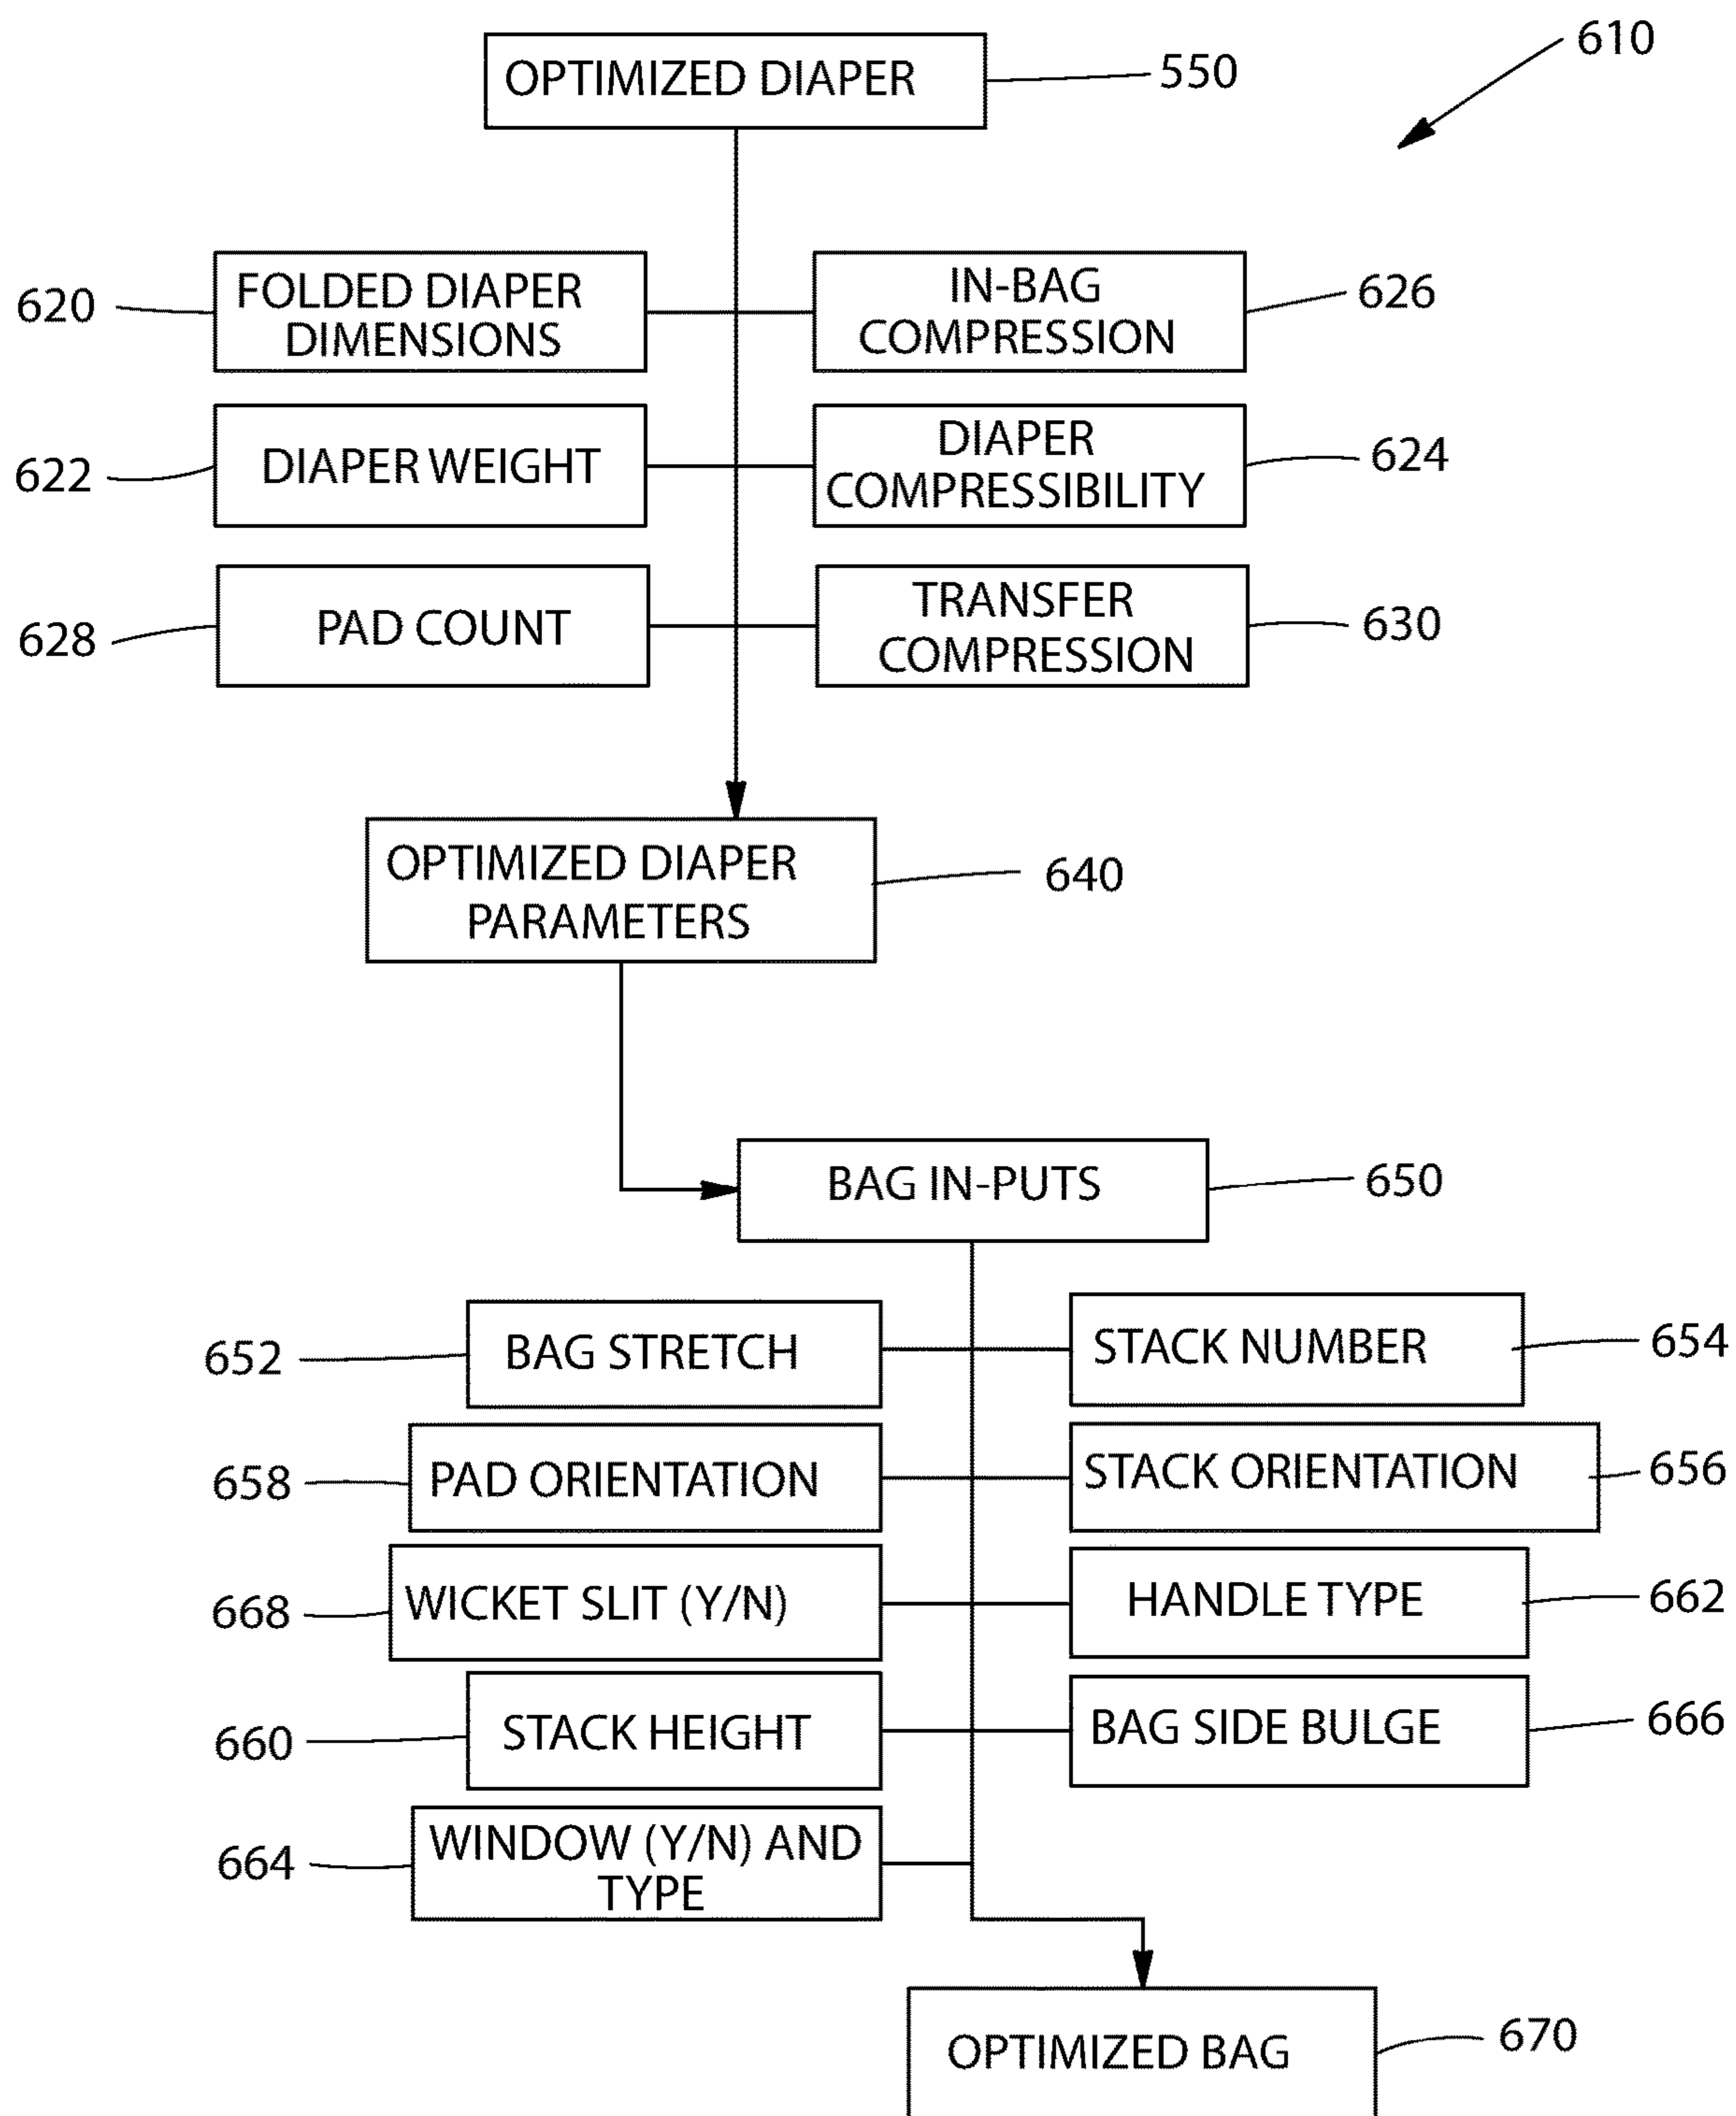 610
OPTIMIZED DIAPER
550
620
FOLDED DIAPER
DIMENSIONS
IN-BAG
COMPRESSION
626
622
DIAPER WEIGHT
DIAPER
COMPRESSIBILITY
624
628
PAD COUNT
TRANSFER
COMPRESSION
630
OPTIMIZED DIAPER
PARAMETERS
640
BAG IN-PUTS
650
652
BAG STRETCH
STACK NUMBER
654
658
PAD ORIENTATION
STACK ORIENTATION
656
668
WICKET SLIT (Y/N)
HANDLE TYPE
662
660
STACK HEIGHT
BAG SIDE BULGE
666
664
WINDOW (Y/N) AND
TYPE
OPTIMIZED BAG
670